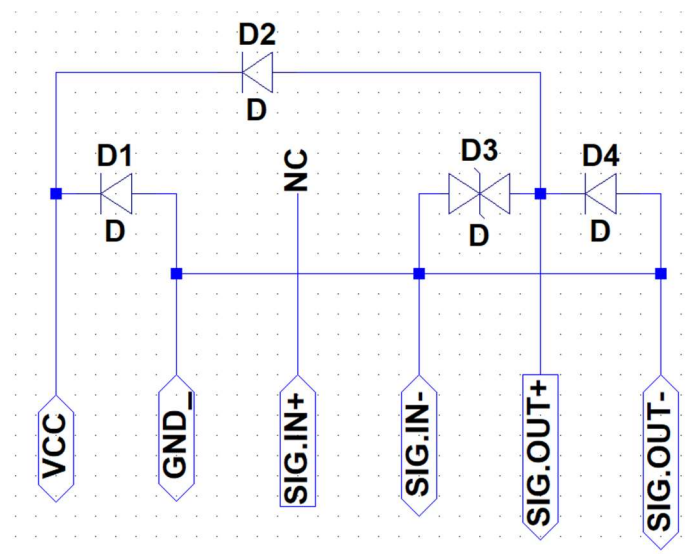 D2
D
D1
D
NC
D3
D
D4
D
VCC
GND_
SIG.IN+
SIG.IN-
SIG.OUT+
SIG.OUT-